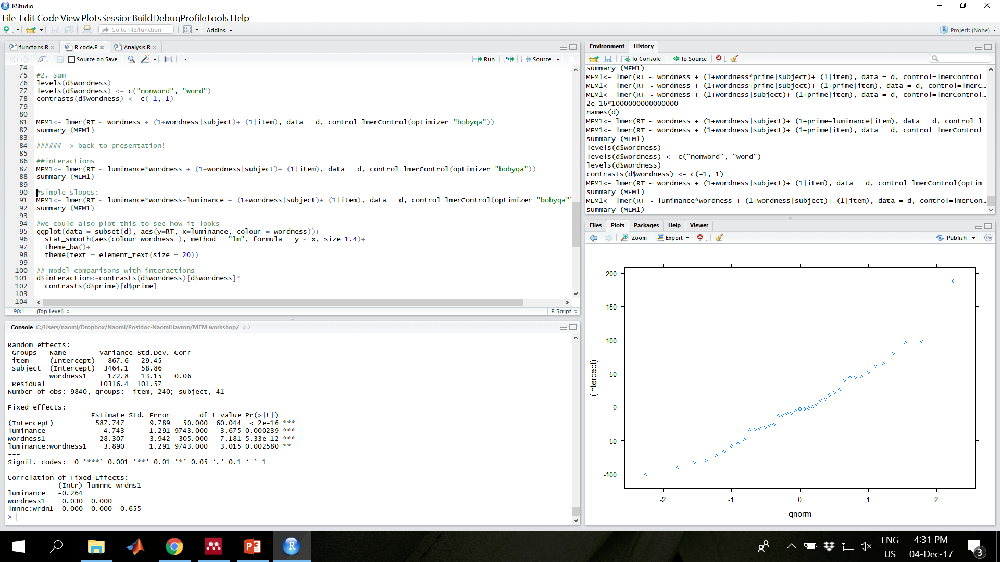 RStudio
File Edit Code View Plots Session Build Debug Profile Tools Help
Go to file/function
Addins
Project: (None)
functons.R
R code.R
Analysis.R
Source on Save
Run
Source
74
75 #2. sum
76 levels(d$wordness)
77 levels(d$wordness) <- c("nonword", "word")
78 contrasts(d$wordness) <- c(-1, 1)
79
80
81 MEM1<- lmer(RT ~ wordness + (1+wordness|subject)+ (1|item), data = d, control=lmerControl(optimizer="bobyqa"))
82 summary (MEM1)
83
84 ###### -> back to presentation!
85
86 ##interactions
87 MEM1<- lmer(RT ~ luminance*wordness + (1+wordness|subject)+ (1|item), data = d, control=lmerControl(optimizer="bobyqa"))
88 summary (MEM1)
89
90 #simple slopes:
91 MEM1<- lmer(RT ~ luminance*wordness-luminance + (1+wordness|subject)+ (1|item), data = d, control=lmerControl(optimizer="bobyqa")
92 summary (MEM1)
93
94 #we could also plot this to see how it looks
95 ggplot(data = subset(d), aes(y=RT, x=luminance, colour = wordness))+
96 stat_smooth(aes(colour=wordness ), method = "lm", formula = y ~ x, size=1.4)+
97 theme_bw()+
98 theme(text = element_text(size = 20))
99
100 ## model comparisons with interactions
101 d$interaction<-contrasts(d$wordness)[d$wordness]*
102 contrasts(d$prime)[d$prime]
103
104
90:1 (Top Level) R Script
Console C:/Users/naomi/Dropbox/Naomi/Postdoc-NaomiHavron/MEM workshop/
Random effects:
Groups Name Variance Std.Dev. Corr
item (Intercept) 867.6 29.45
subject (Intercept) 3464.1 58.86
wordness1 172.8 13.15 0.06
Residual 10316.4 101.57
Number of obs: 9840, groups: item, 240; subject, 41
Fixed effects:
Estimate Std. Error df t value Pr(>|t|)
(Intercept) 587.747 9.789 50.000 60.044 < 2e-16 ***
luminance 4.743 1.291 9743.000 3.675 0.000239 ***
wordness1 -28.307 3.942 305.000 -7.181 5.33e-12 ***
luminance:wordness1 3.890 1.291 9743.000 3.015 0.002580 **
---
Signif. codes: 0 ‘***’ 0.001 ‘**’ 0.01 ‘*’ 0.05 ‘.’ 0.1 ‘ ’ 1
Correlation of Fixed Effects:
(Intr) lumnnc wrdns1
luminance -0.264
wordness1 0.030 0.000
lmnnc:wrdn1 0.000 0.000 -0.655
>
Environment History
To Console To Source
summary (MEM1)
MEM1<- lmer(RT ~ wordness + (1+wordness*prime|subject)+ (1|item), data = d, control=lmerControl…
MEM1<- lmer(RT ~ wordness + (1+wordness+prime|subject)+ (1+prime|item), data = d, control=lmerC…
MEM1<- lmer(RT ~ wordness + (1+wordness|subject)+ (1+prime|item), data = d, control=lmerControl…
2e-16*1000000000000000
names(d)
MEM1<- lmer(RT ~ wordness + (1+wordness|subject)+ (1+prime+luminance|item), data = d, control=l…
MEM1<- lmer(RT ~ wordness + (1+wordness|subject)+ (1+prime|item), data = d, control=lmerControl…
summary (MEM1)
levels(d$wordness)
levels(d$wordness) <- c("nonword", "word")
levels(d$wordness)
contrasts(d$wordness) <- c(-1, 1)
MEM1<- lmer(RT ~ wordness + (1+wordness|subject)+ (1|item), data = d, control=lmerControl(optim…
summary (MEM1)
MEM1<- lmer(RT ~ luminance*wordness + (1+wordness|subject)+ (1|item), data = d, control=lmerCon…
summary (MEM1)
Files Plots Packages Help Viewer
Zoom Export Publish
200
150
100
50
0
-50
-100
(Intercept)
-2 -1 0 1 2
qnorm
ENG
US
4:31 PM
04-Dec-17
3